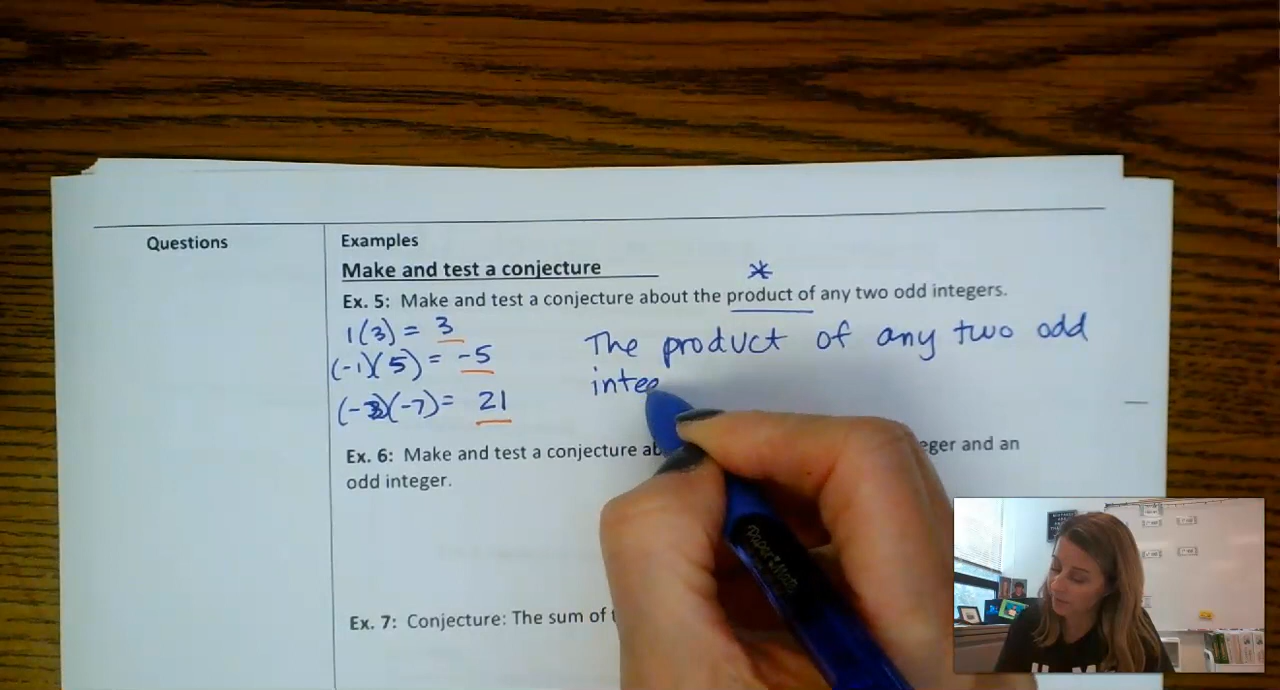 Questions
Examples
Make and test a conjecture
*
Ex. 5: Make and test a conjecture about the product of any two odd integers.
1(3) = 3
(-1)(5) = -5
(-3)(-7) = 21
The product of any two odd
inte
Ex. 6: Make and test a conjecture
and an
odd integer.
Ex. 7: Conjecture: The sum of